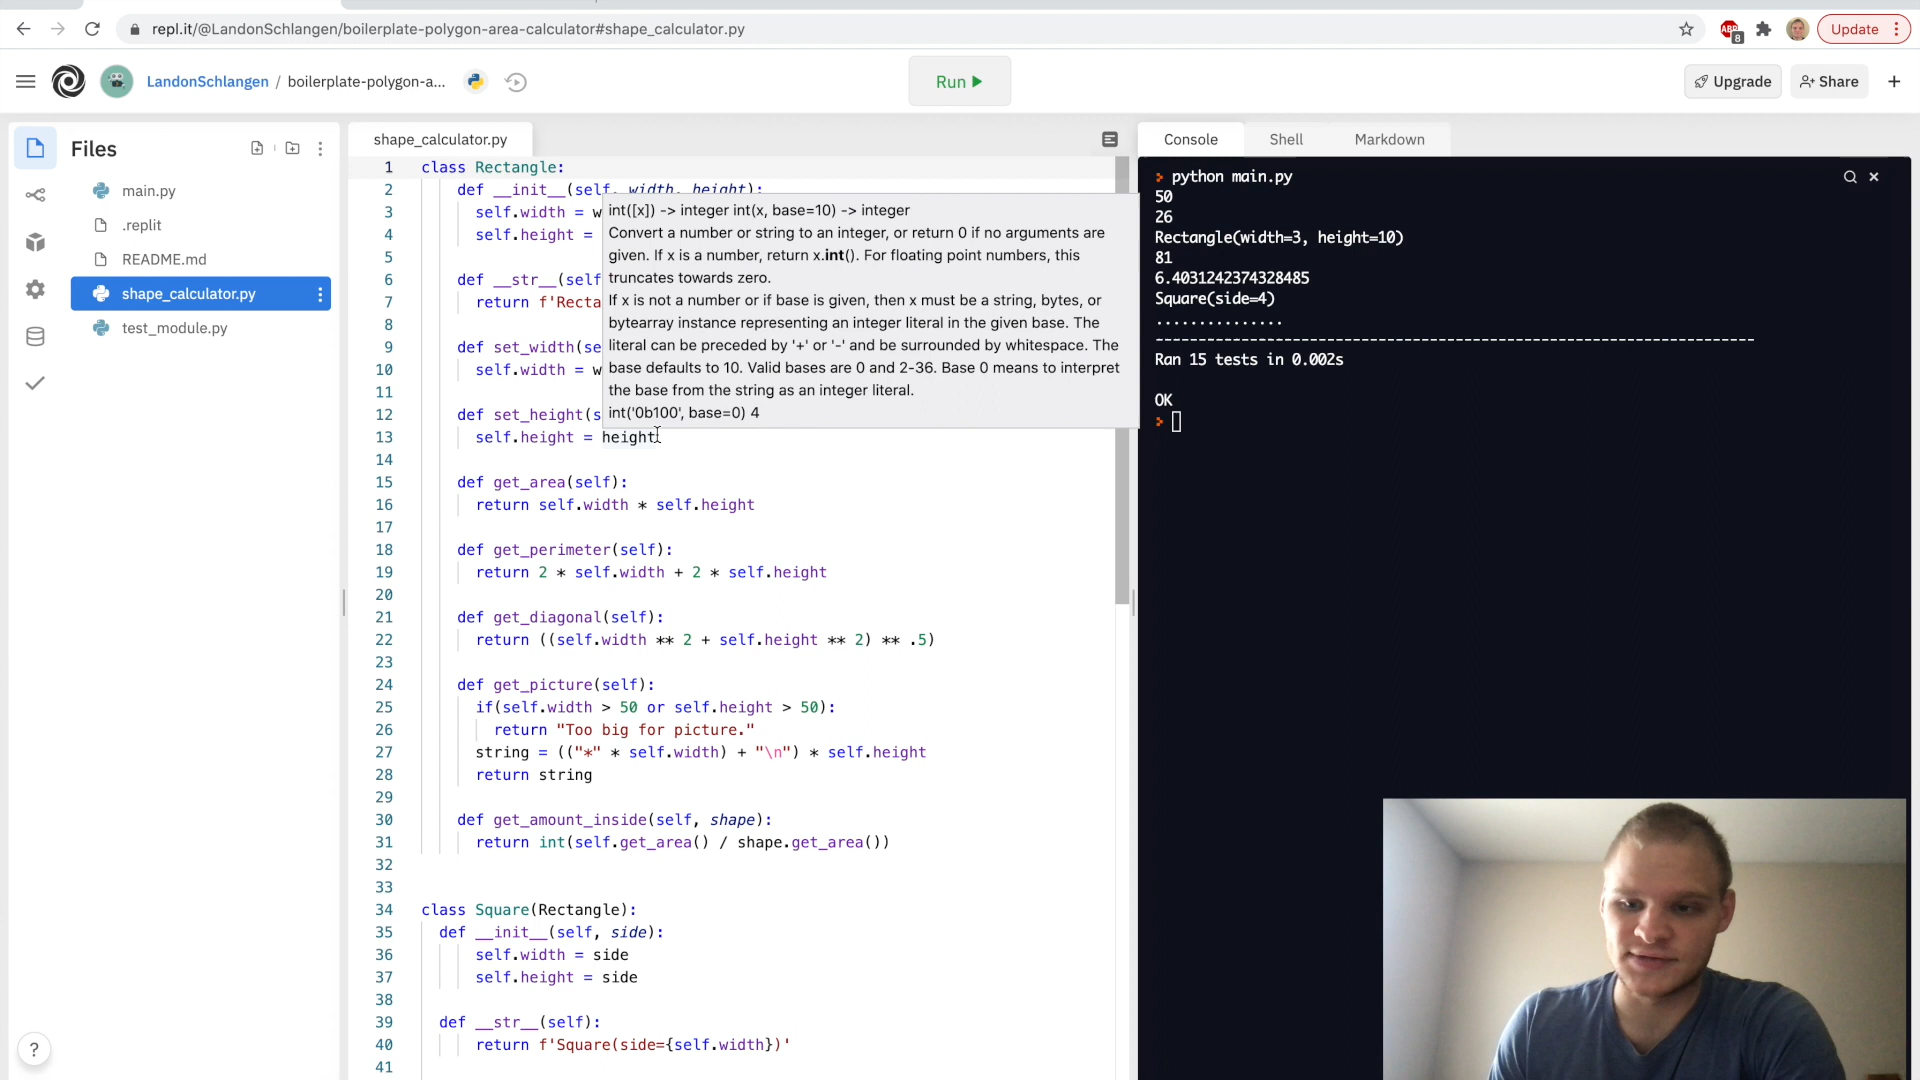 repl.it/@LandonSchlangen/boilerplate-polygon-area-calculator#shape_calculator.py
ABP
8
Update
LandonSchlangen / boilerplate-polygon-a...
Run
Upgrade
Share
Files
main.py
.replit
README.md
shape_calculator.py
test_module.py
?
shape_calculator.py
1 class Rectangle:
2 def __init__(self, width, height):
3 self.width = w
4 self.height =
5
6 def __str__(self
7 return f'Recta
8
9 def set_width(se
10 self.width = w
11
12 def set_height(s
13 self.height = height
14
15 def get_area(self):
16 return self.width * self.height
17
18 def get_perimeter(self):
19 return 2 * self.width + 2 * self.height
20
21 def get_diagonal(self):
22 return ((self.width ** 2 + self.height ** 2) ** .5)
23
24 def get_picture(self):
25 if(self.width > 50 or self.height > 50):
26 return "Too big for picture."
27 string = (("*" * self.width) + "\n") * self.height
28 return string
29
30 def get_amount_inside(self, shape):
31 return int(self.get_area() / shape.get_area())
32
33
34 class Square(Rectangle):
35 def __init__(self, side):
36 self.width = side
37 self.height = side
38
39 def __str__(self):
40 return f'Square(side={self.width})'
41
int([x]) -> integer int(x, base=10) -> integer
Convert a number or string to an integer, or return 0 if no arguments are
given. If x is a number, return x.int(). For floating point numbers, this
truncates towards zero.
If x is not a number or if base is given, then x must be a string, bytes, or
bytearray instance representing an integer literal in the given base. The
literal can be preceded by '+' or '-' and be surrounded by whitespace. The
base defaults to 10. Valid bases are 0 and 2-36. Base 0 means to interpret
the base from the string as an integer literal.
int('0b100', base=0) 4
Console
Shell
Markdown
> python main.py
50
26
Rectangle(width=3, height=10)
81
6.4031242374328485
Square(side=4)
...............
----------------------------------------------------------------------
Ran 15 tests in 0.002s
OK
>